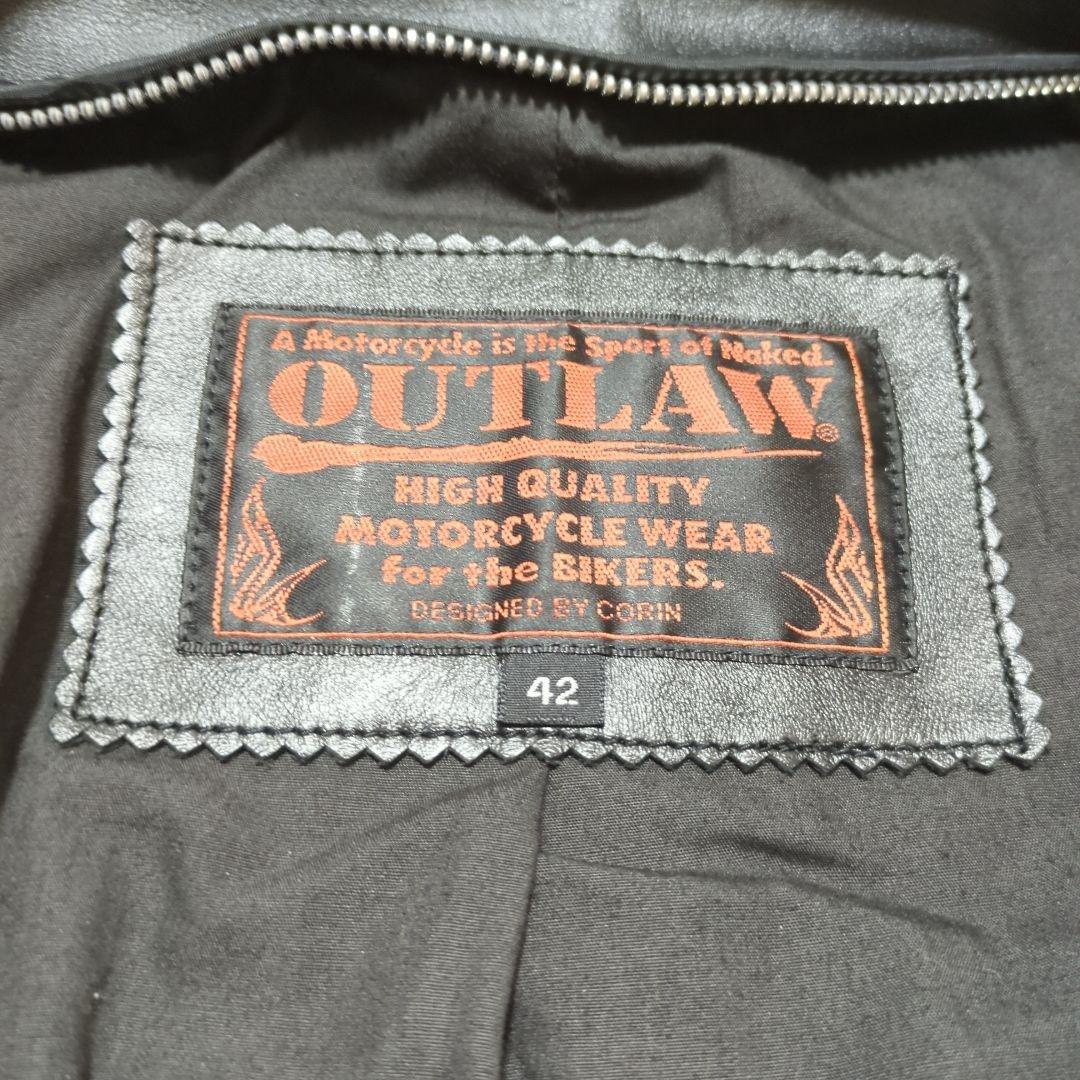 A Motorcycle is the Sport of Naked.
OUTLAW®
HIGH QUALITY
MOTORCYCLE WEAR
for the BIKERS.
DESIGNED BY CORIN
42